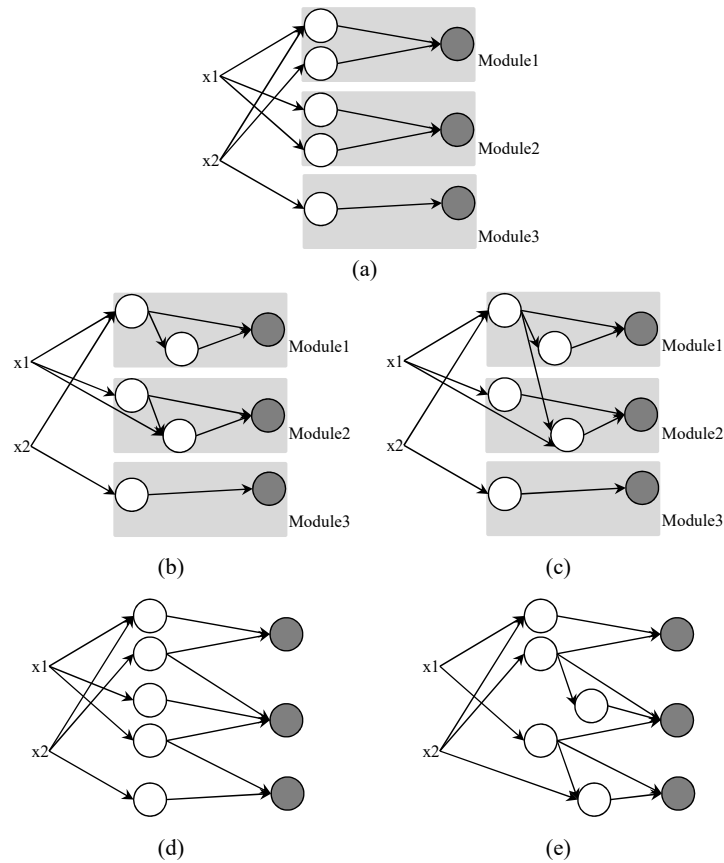 x1
x2
Module1
Module2
Module3
(a)
x1
x2
Module1
Module2
Module3
(b)
x1
x2
Module1
Module2
Module3
(c)
x1
x2
(d)
x1
x2
(e)